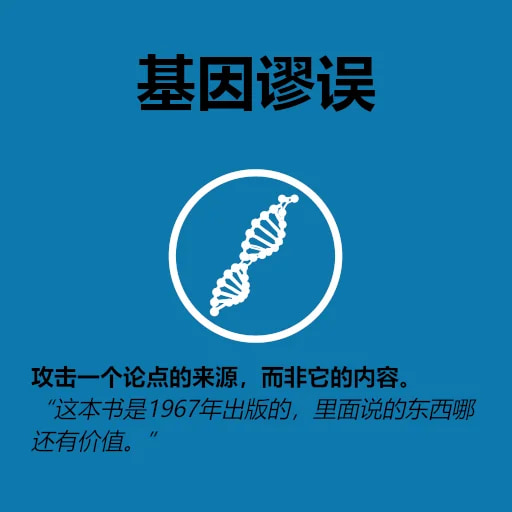 基因谬误
攻击一个论点的来源，而非它的内容。
“这本书是1967年出版的，里面说的东西哪
还有价值。”